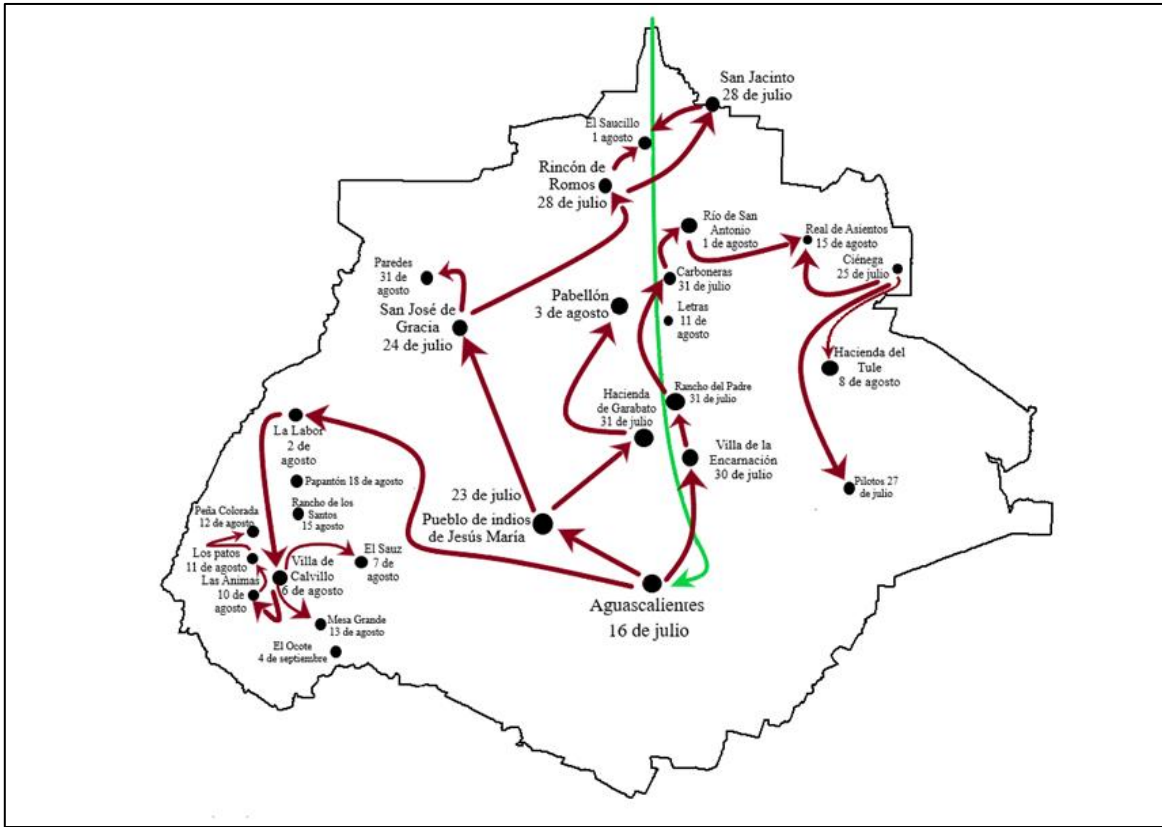 San Jacinto
28 de julio
El Saucillo
1 agosto
Rincón de
Romos
28 de julio
Río de San
Antonio
1 de agosto
Real de Asientos
15 de agosto
Ciénega
25 de julio
Paredes
31 de
agosto
Carboneras
31 de julio
Pabellón
3 de agosto
Letras
11 de
agosto
San José de
Gracia
24 de julio
Hacienda del
Tule
8 de agosto
Hacienda
de Garabato
31 de julio
Rancho del Padre
31 de julio
La Labor
2 de
agosto
Villa de la
Encarnación
30 de julio
Papantón 18 de agosto
Pilotos 27
de julio
23 de julio
Pueblo de indios
de Jesús María
Rancho de los
Santos
15 agosto
Peña Colorada
12 de agosto
Los patos
11 de agosto
Villa de
Calvillo
6 de agosto
El Sauz
7 de
agosto
Las Animas
10 de
agosto
Aguascalientes
16 de julio
Mesa Grande
13 de agosto
El Ocote
4 de septiembre